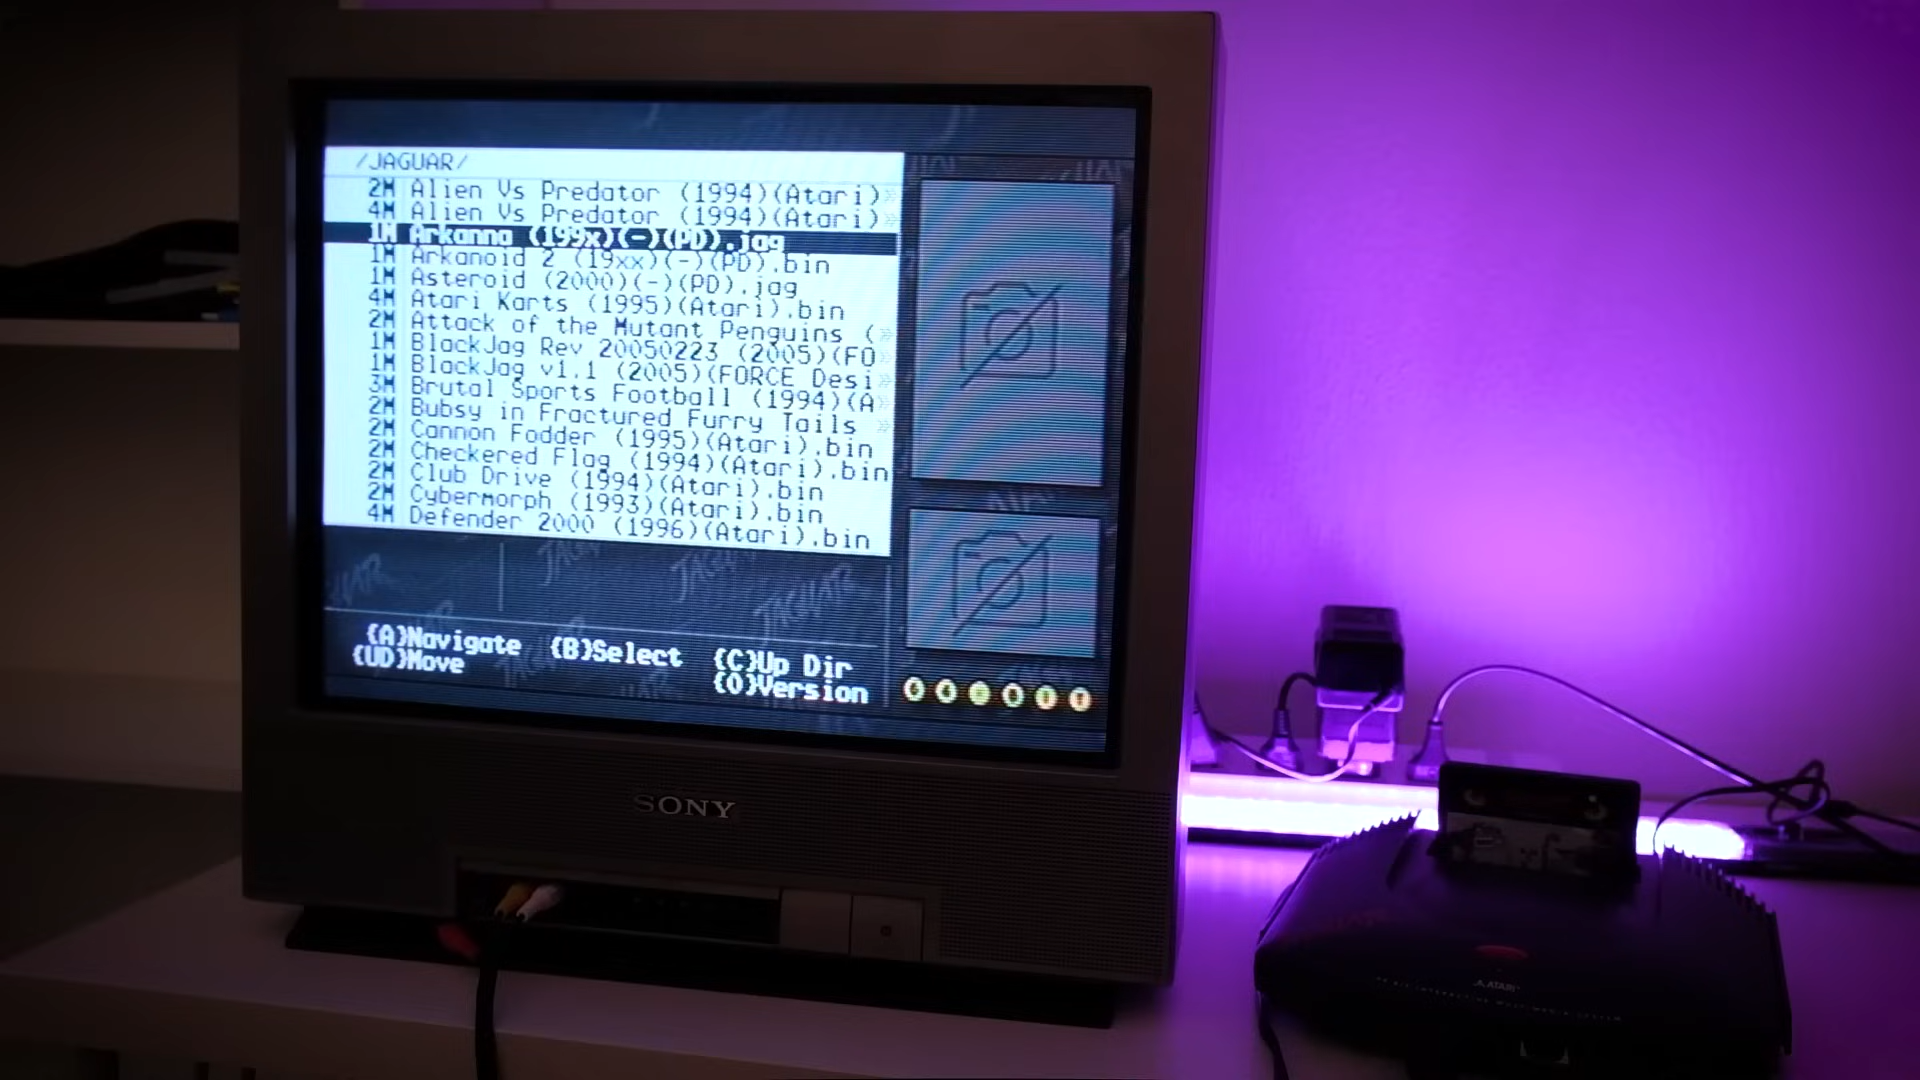 /JAGUAR/
2M Alien Vs Predator (1994)(Atari)»
4M Alien Vs Predator (1994)(Atari)»
1M Arkanna (199x)(-)(PD).jag
1M Arkanoid 2 (19xx)(-)(PD).bin
1M Asteroid (2000)(-)(PD).jag
4M Atari Karts (1995)(Atari).bin
2M Attack of the Mutant Penguins (»
1M BlackJag Rev 20050223 (2005)(FO»
1M BlackJag v1.1 (2005)(FORCE Desi»
3M Brutal Sports Football (1994)(A»
2M Bubsy in Fractured Furry Tails »
2M Cannon Fodder (1995)(Atari).bin
2M Checkered Flag (1994)(Atari).bin
2M Club Drive (1994)(Atari).bin
2M Cybermorph (1993)(Atari).bin
4M Defender 2000 (1996)(Atari).bin
JAGUAR
JAGUAR
JAGUAR
JAGUAR
{A}Navigate {B}Select {C}Up Dir
{UD}Move {0}Version
SONY
ATARI